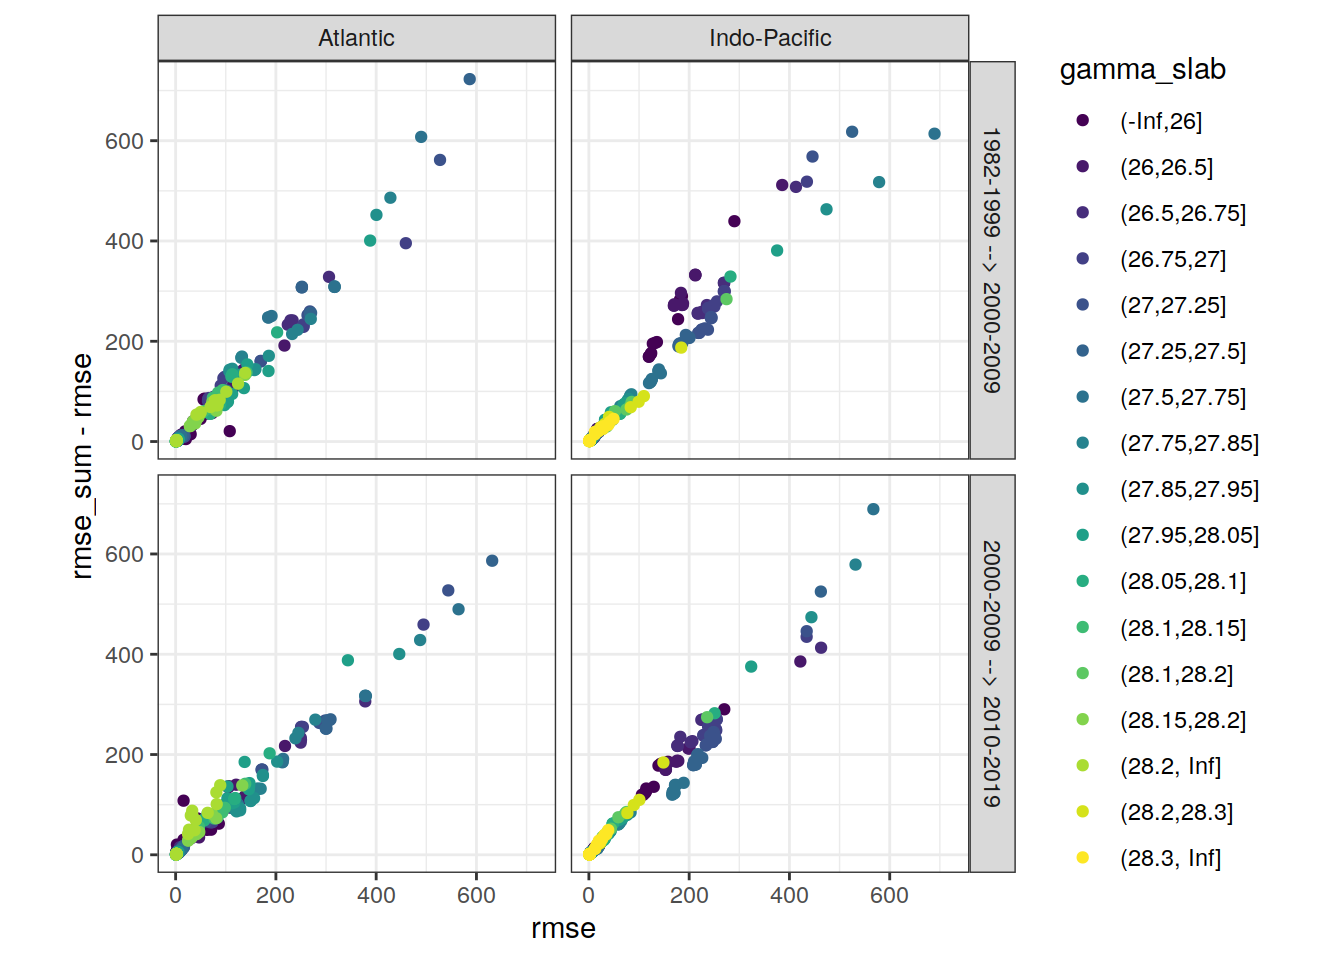 Atlantic
Indo-Pacific
gamma_slab
(-Inf,26]
(26,26.5]
(26.5,26.75]
(26.75,27]
(27,27.25]
(27.25,27.5]
(27.5,27.75]
(27.75,27.85]
(27.85,27.95]
(27.95,28.05]
(28.05,28.1]
(28.1,28.15]
(28.1,28.2]
(28.15,28.2]
(28.2, Inf]
(28.2,28.3]
(28.3, Inf]
1982-1999 --> 2000-2009
2000-2009 --> 2010-2019
rmse_sum - rmse
600
400
200
0
600
400
200
0
0 200 400 600
0 200 400 600
rmse